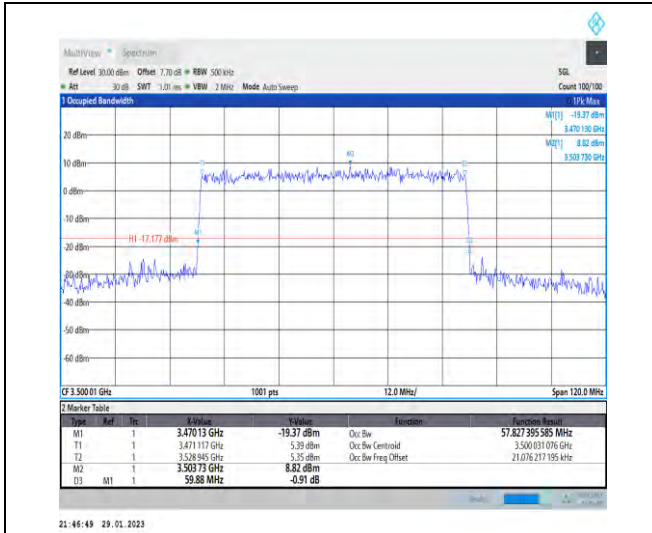 MultiView Spectrum
Ref Level 30.00 dBm Offset 7.70 dB RBW 500 kHz SGL
Att 30 dB SWT 1.01 ms VBW 2 MHz Mode Auto Sweep Count 100/100
1 Occupied Bandwidth 1Pk Max
M1[1] -19.37 dBm
3.470 130 GHz
M2[1] 8.82 dBm
3.503 730 GHz
20 dBm
10 dBm
0 dBm
-10 dBm
H1 -17.177 dBm
-20 dBm
-40 dBm
-50 dBm
-60 dBm
M2
M1
CF 3.500 01 GHz 1001 pts 12.0 MHz/ Span 120.0 MHz
2 Marker Table
Type Ref Trc X-Value Y-Value Function Function Result
M1 1 3.470 13 GHz -19.37 dBm Occ Bw 57.827 395 585 MHz
T1 1 3.471 117 GHz 5.39 dBm Occ Bw Centroid 3.500 031 076 GHz
T2 1 3.528 945 GHz 5.35 dBm Occ Bw Freq Offset 21.076 217 195 kHz
M2 1 3.503 73 GHz 8.82 dBm
D3 M1 1 59.88 MHz -0.91 dB
21:46:49 29.01.2023